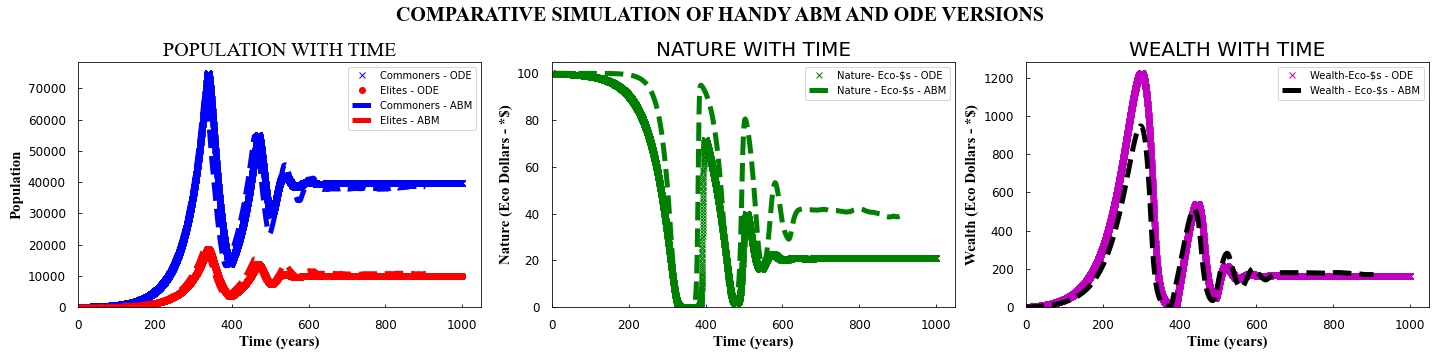 COMPARATIVE SIMULATION OF HANDY ABM AND ODE VERSIONS
POPULATION WITH TIME
Population
70000
60000
50000
40000
30000
20000
10000
0
Commoners - ODE
Elites - ODE
Commoners - ABM
Elites - ABM
0 200 400 600 800 1000
Time (years)
NATURE WITH TIME
Nature (Eco Dollars - *$)
100
80
60
40
20
0
Nature- Eco-$s - ODE
Nature - Eco-$s - ABM
0 200 400 600 800 1000
Time (years)
WEALTH WITH TIME
Wealth (Eco Dollars - *$)
1200
1000
800
600
400
200
0
Wealth-Eco-$s - ODE
Wealth - Eco-$s - ABM
0 200 400 600 800 1000
Time (years)